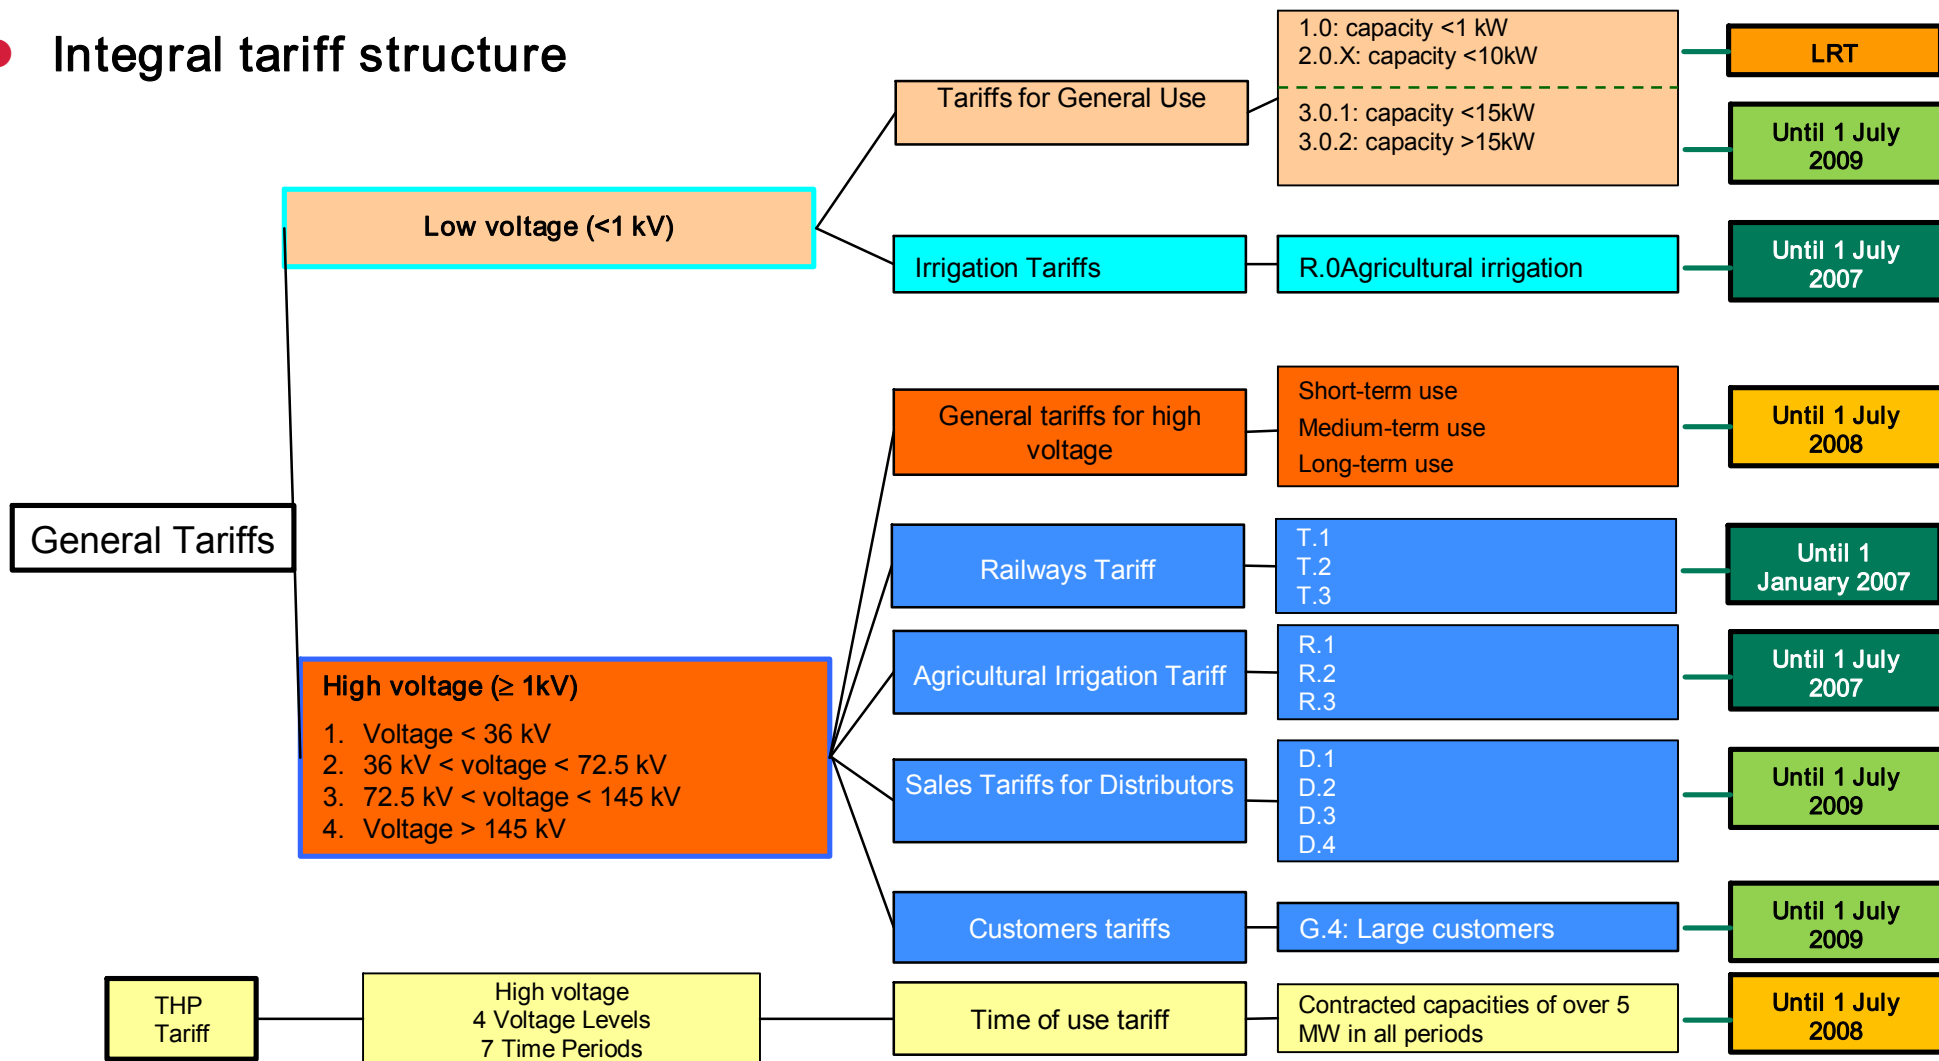 Integral tariff structure
1.0: capacity <1 kW
2.0.X: capacity <10kW
LRT
Tariffs for General Use
3.0.1: capacity <15kW
3.0.2: capacity >15kW
Until 1 July
2009
Low voltage (<1 kV)
Irrigation Tariffs
R.0Agricultural irrigation
Until 1 July
2007
General tariffs for high
voltage
Short-term use
Medium-term use
Long-term use
Until 1 July
2008
General Tariffs
Railways Tariff
T.1
T.2
T.3
Until 1
January 2007
High voltage (≥ 1kV)
1. Voltage < 36 kV
2. 36 kV < voltage < 72.5 kV
3. 72.5 kV < voltage < 145 kV
4. Voltage > 145 kV
Agricultural Irrigation Tariff
R.1
R.2
R.3
Until 1 July
2007
Sales Tariffs for Distributors
D.1
D.2
D.3
D.4
Until 1 July
2009
Customers tariffs
G.4: Large customers
Until 1 July
2009
THP
Tariff
High voltage
4 Voltage Levels
7 Time Periods
Time of use tariff
Contracted capacities of over 5
MW in all periods
Until 1 July
2008